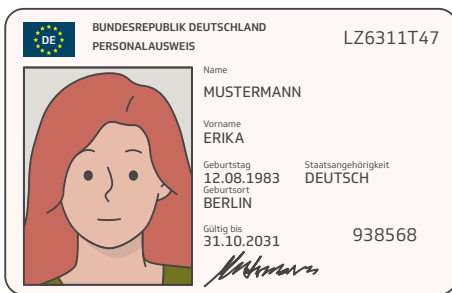 DE
BUNDESREPUBLIK DEUTSCHLAND
PERSONALAUSWEIS
LZ6311T47
Name
MUSTERMANN
Vorname
ERIKA
Geburtstag Staatsangehörigkeit
12.08.1983 DEUTSCH
Geburtsort
BERLIN
Gültig bis
31.10.2031 938568